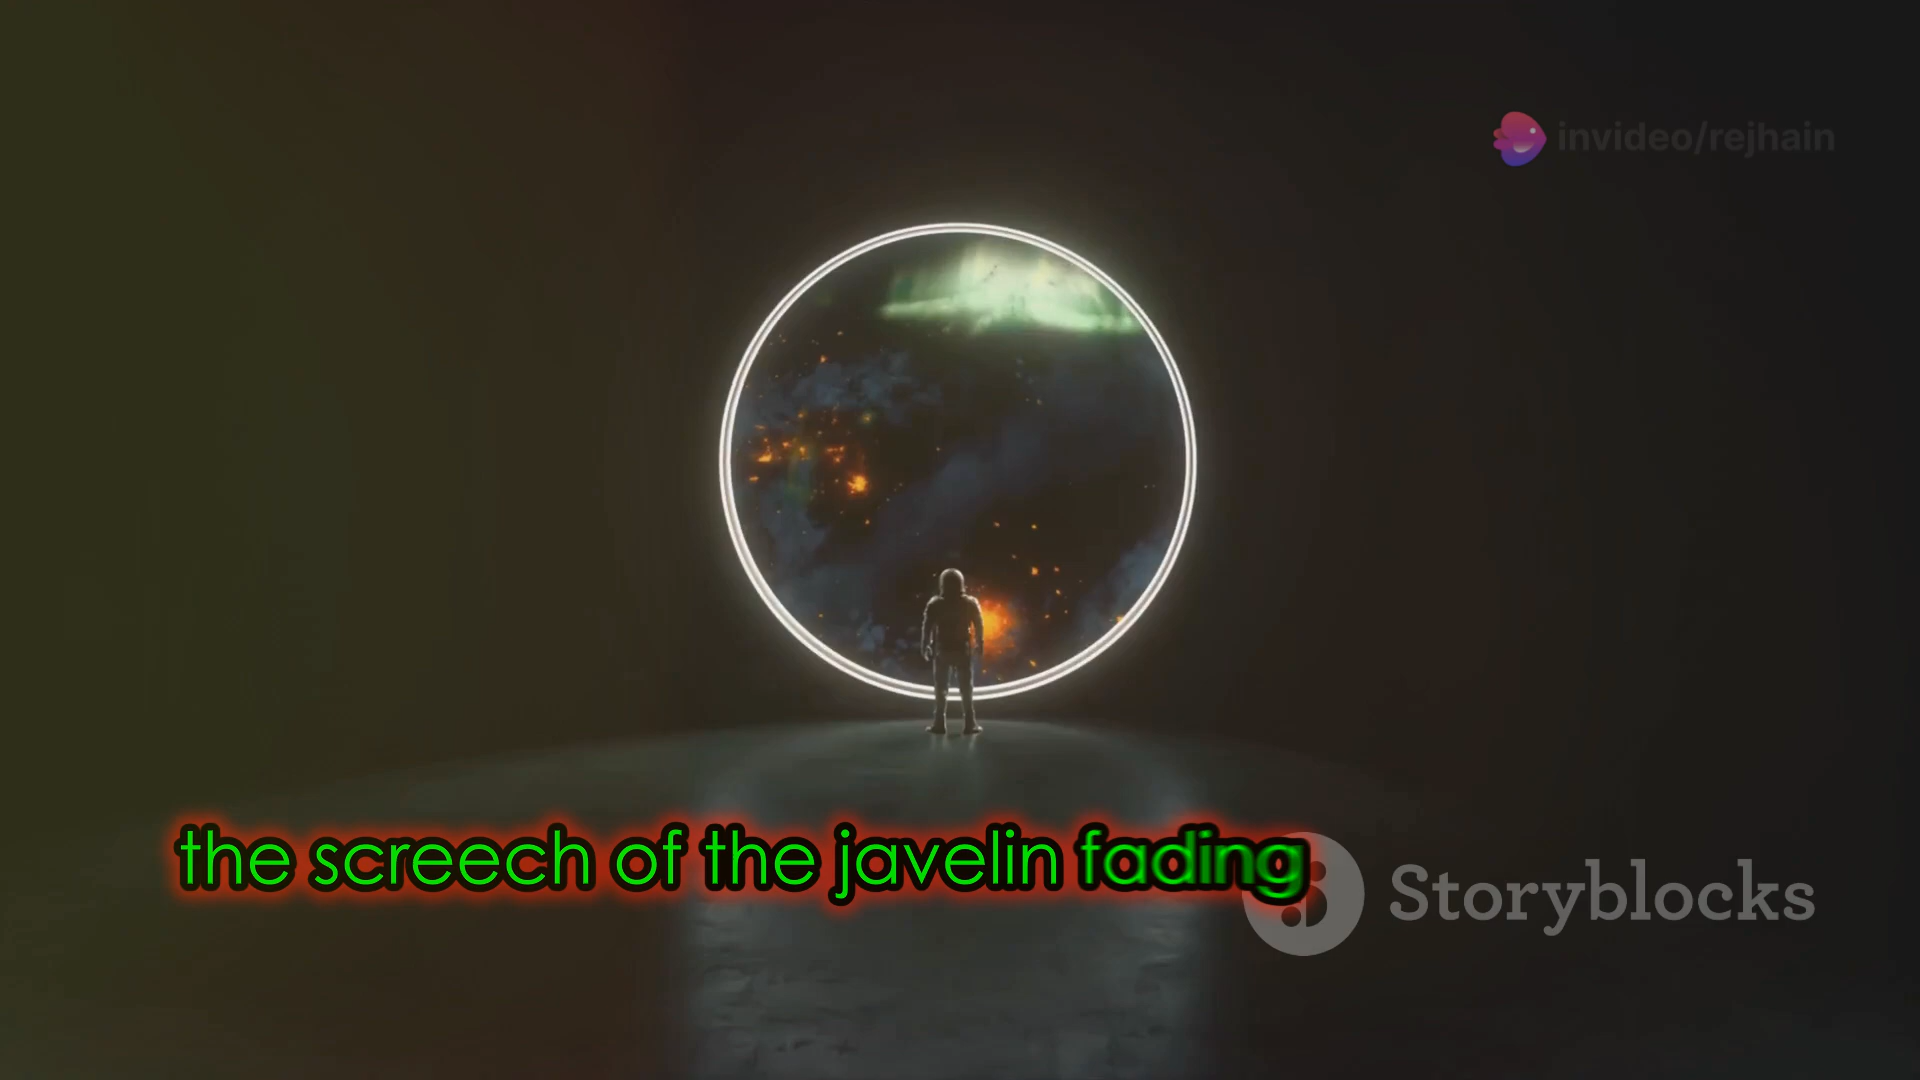 invideo/rejhain
the screech of the javelin fading
Storyblocks